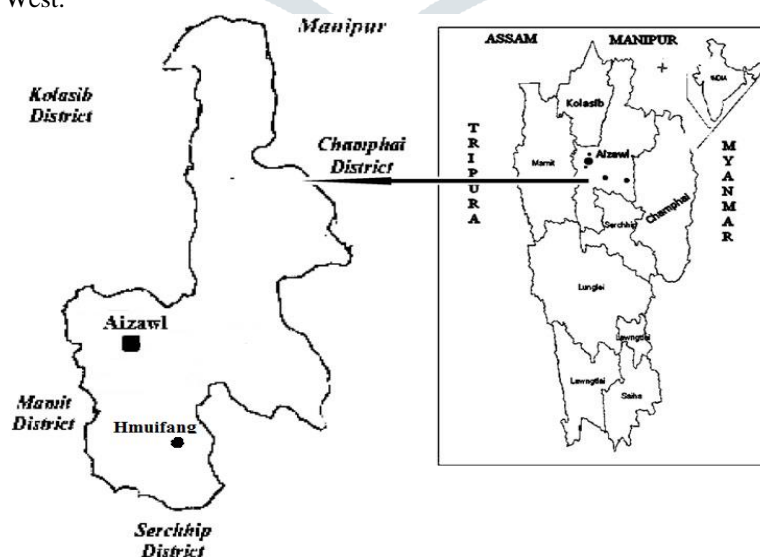 West.
Manipur
Kolasib
District
Champhai
District
Aizawl
Mamit
District
Hmuifang
Serchhip
District
ASSAM
MANIPUR
INDIA
Kolasib
TRIPURA
Mamit
Aizawl
MYANMAR
Serchhip
Champhai
Lunglei
Lawngtlai
Lawngtlai
Saiha